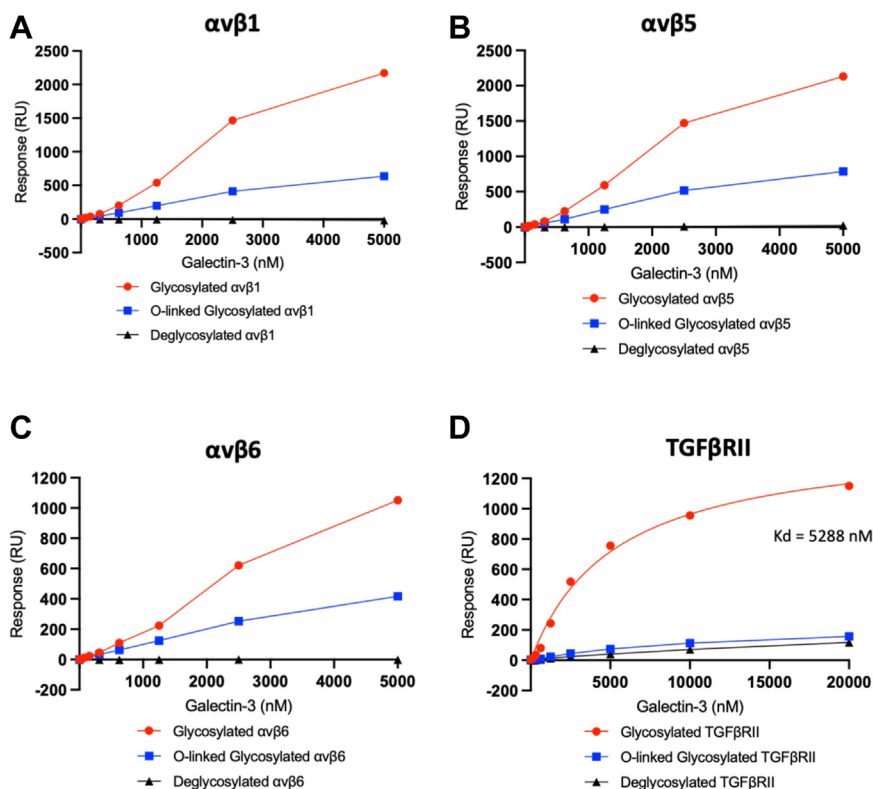 A
αvβ1
Response (RU)
2500
2000
1500
1000
500
0
-500
1000 2000 3000 4000 5000
Galectin-3 (nM)
Glycosylated αvβ1
O-linked Glycosylated αvβ1
Deglycosylated αvβ1
B
αvβ5
Response (RU)
2500
2000
1500
1000
500
0
-500
1000 2000 3000 4000 5000
Galectin-3 (nM)
Glycosylated αvβ5
O-linked Glycosylated αvβ5
Deglycosylated αvβ5
C
αvβ6
Response (RU)
1200
1000
800
600
400
200
0
-200
1000 2000 3000 4000 5000
Galectin-3 (nM)
Glycosylated αvβ6
O-linked Glycosylated αvβ6
Deglycosylated αvβ6
D
TGFβRII
Response (RU)
1200
1000
800
600
400
200
0
-200
Kd = 5288 nM
5000 10000 15000 20000
Galectin-3 (nM)
Glycosylated TGFβRII
O-linked Glycosylated TGFβRII
Deglycosylated TGFβRII